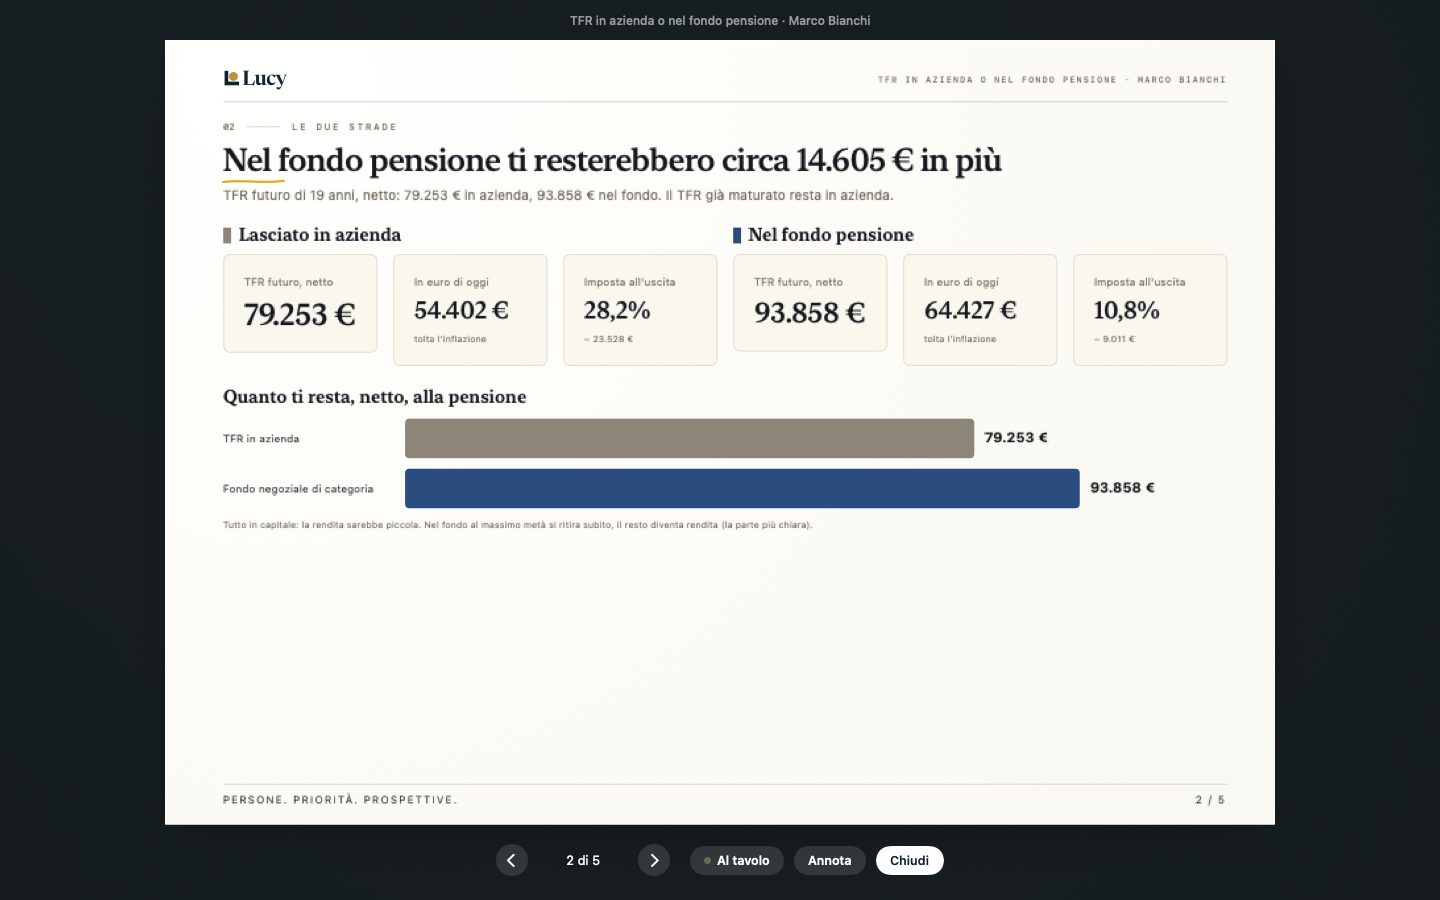 TFR in azienda o nel fondo pensione · Marco Bianchi
Lucy
TFR IN AZIENDA O NEL FONDO PENSIONE · MARCO BIANCHI
02 LE DUE STRADE
Nel fondo pensione ti resterebbero circa 14.605 € in più
TFR futuro di 19 anni, netto: 79.253 € in azienda, 93.858 € nel fondo. Il TFR già maturato resta in azienda.
Lasciato in azienda
TFR futuro, netto
79.253 €
In euro di oggi
54.402 €
tolta l'inflazione
Imposta all'uscita
28,2%
− 23.528 €
Nel fondo pensione
TFR futuro, netto
93.858 €
In euro di oggi
64.427 €
tolta l'inflazione
Imposta all'uscita
10,8%
− 9.011 €
Quanto ti resta, netto, alla pensione
TFR in azienda 79.253 €
Fondo negoziale di categoria 93.858 €
Tutto in capitale: la rendita sarebbe piccola. Nel fondo al massimo metà si ritira subito, il resto diventa rendita (la parte più chiara).
PERSONE. PRIORITÀ. PROSPETTIVE.
2 / 5
2 di 5
Al tavolo
Annota
Chiudi